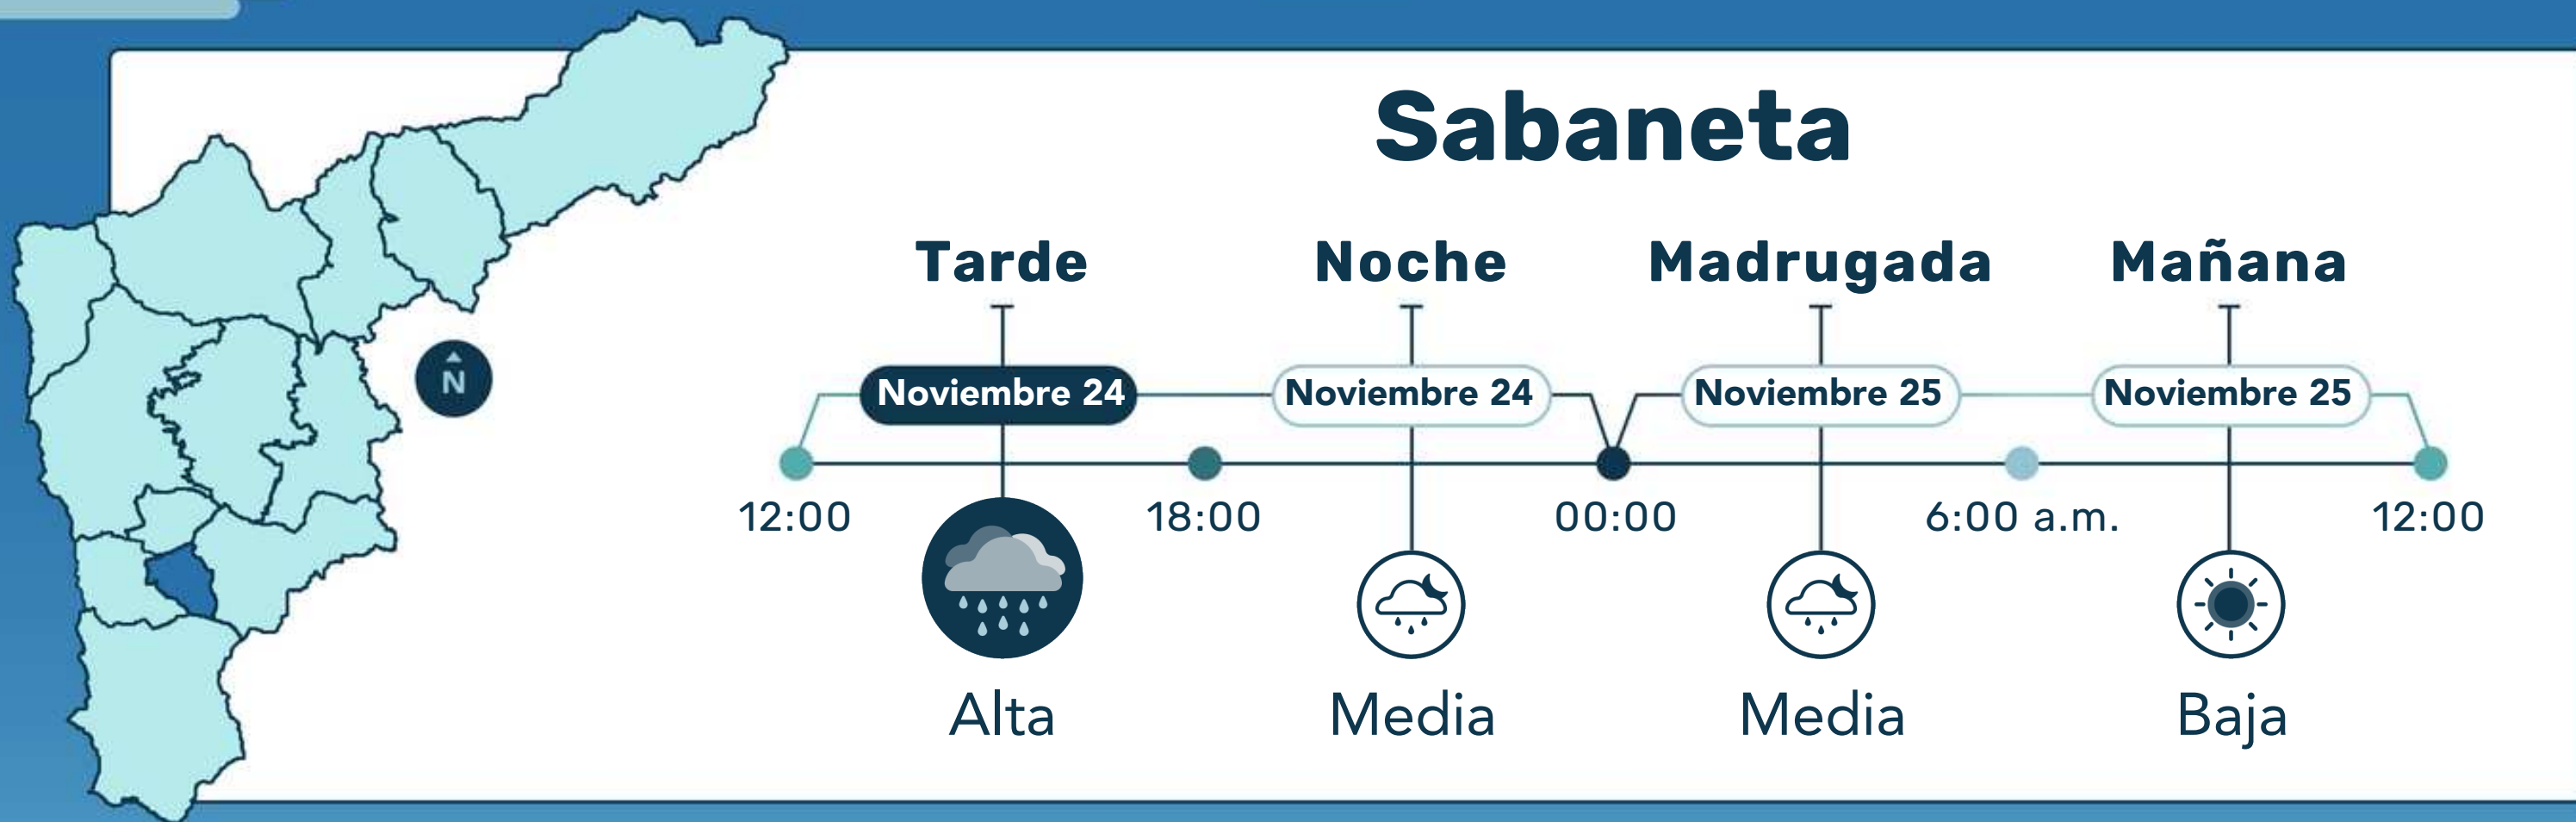 Sabaneta
Tarde Noche Madrugada Mañana
Noviembre 24 Noviembre 24 Noviembre 25 Noviembre 25
N
12:00 18:00 00:00 6:00 a.m. 12:00
Alta Media Media Baja